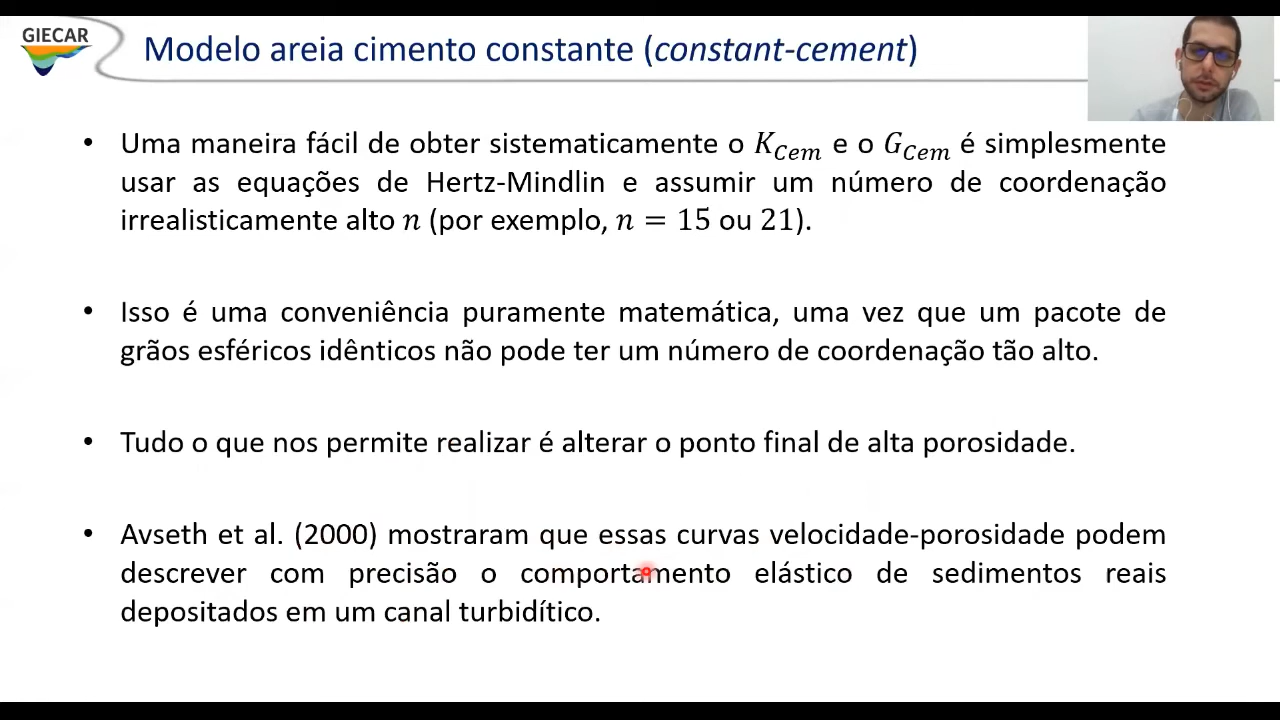 GIECAR
Modelo areia cimento constante (constant-cement)
• Uma maneira fácil de obter sistematicamente o K_Cem e o G_Cem é simplesmente
usar as equações de Hertz-Mindlin e assumir um número de coordenação
irrealisticamente alto n (por exemplo, n = 15 ou 21).
• Isso é uma conveniência puramente matemática, uma vez que um pacote de
grãos esféricos idênticos não pode ter um número de coordenação tão alto.
• Tudo o que nos permite realizar é alterar o ponto final de alta porosidade.
• Avseth et al. (2000) mostraram que essas curvas velocidade-porosidade podem
descrever com precisão o comportamento elástico de sedimentos reais
depositados em um canal turbidítico.